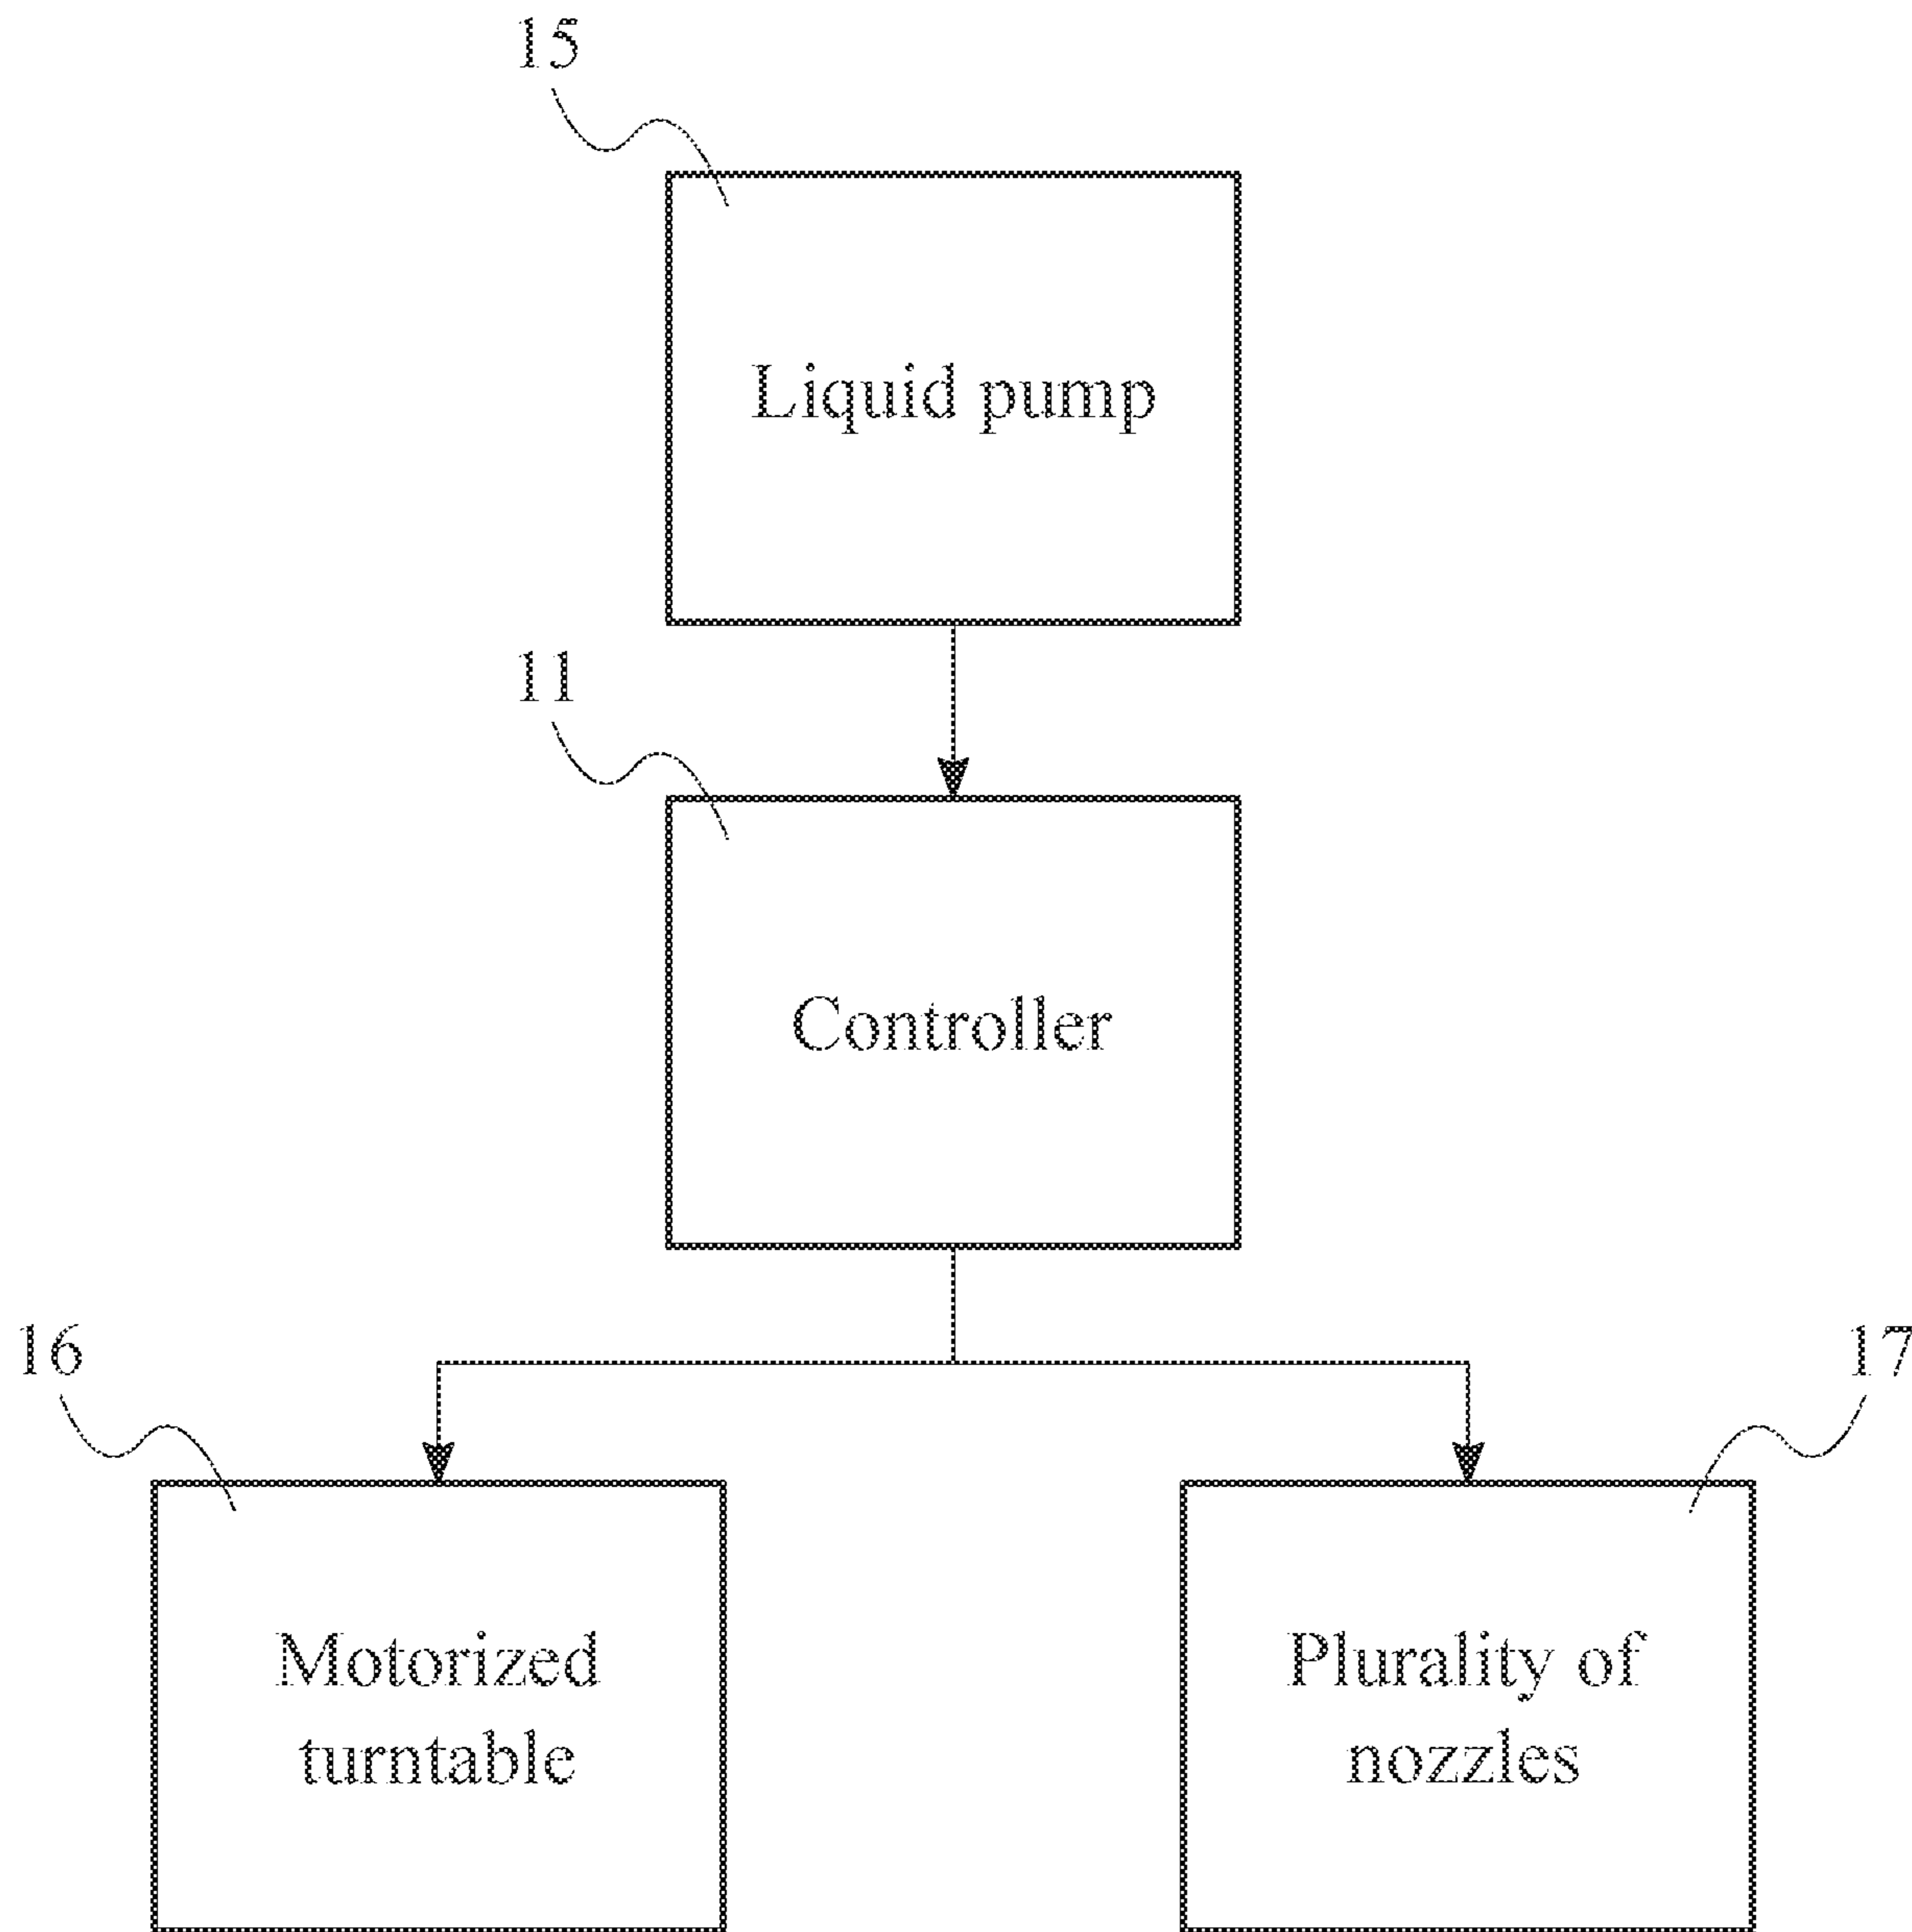 15
Liquid pump
11
Controller
16
17
Motorized
turntable
Plurality of
nozzles